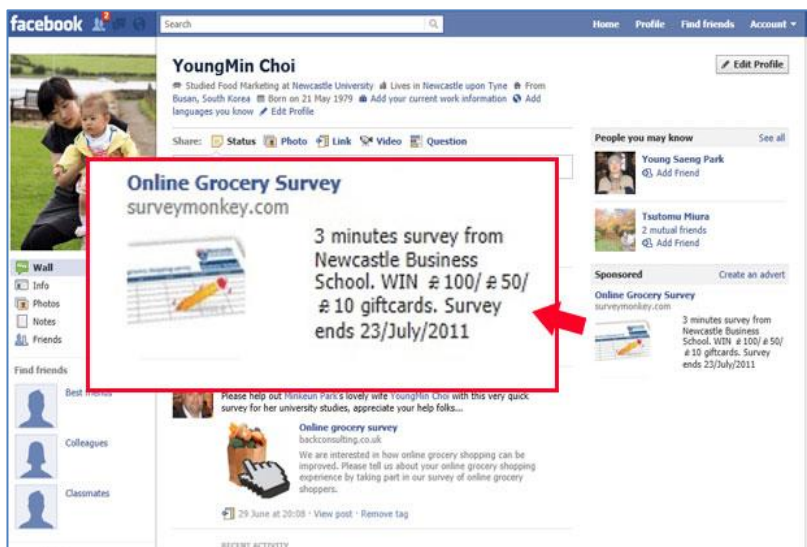 facebook
2
Search
Home Profile Find friends Account
YoungMin Choi
Edit Profile
Studied Food Marketing at Newcastle University Lives in Newcastle upon Tyne From
Busan, South Korea Born on 21 May 1979 Add your current work information Add
languages you know Edit Profile
Share: Status Photo Link Video Question
People you may know See all
Young Saeng Park
Add Friend
Tsutomu Miura
2 mutual friends
Add Friend
Sponsored Create an advert
Online Grocery Survey
surveymonkey.com
3 minutes survey from
Newcastle Business
School. WIN £100/£50/
£10 giftcards. Survey
ends 23/July/2011
Online Grocery Survey
surveymonkey.com
3 minutes survey from
Newcastle Business
School. WIN £100/£50/
£10 giftcards. Survey
ends 23/July/2011
Wall
Info
Photos
Notes
Friends
Find friends
Best friends
Colleagues
Classmates
Please help out Minkeun Park's lovely wife YoungMin Choi with this very quick
survey for her university studies, appreciate your help folks...
Online grocery survey
backconsulting.co.uk
We are interested in how online grocery shopping can be
improved. Please tell us about your online grocery shopping
experience by taking part in our survey of online grocery
shoppers.
29 June at 20:08 · View post · Remove tag
RECENT ACTIVITY